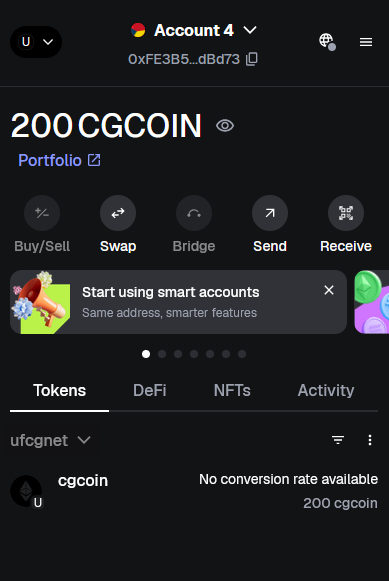 U
Account 4
0xFE3B5...dBd73
200 CGCOIN
Portfolio
Buy/Sell Swap Bridge Send Receive
Start using smart accounts
Same address, smarter features
Tokens DeFi NFTs Activity
ufcgnet
cgcoin No conversion rate available
U
200 cgcoin